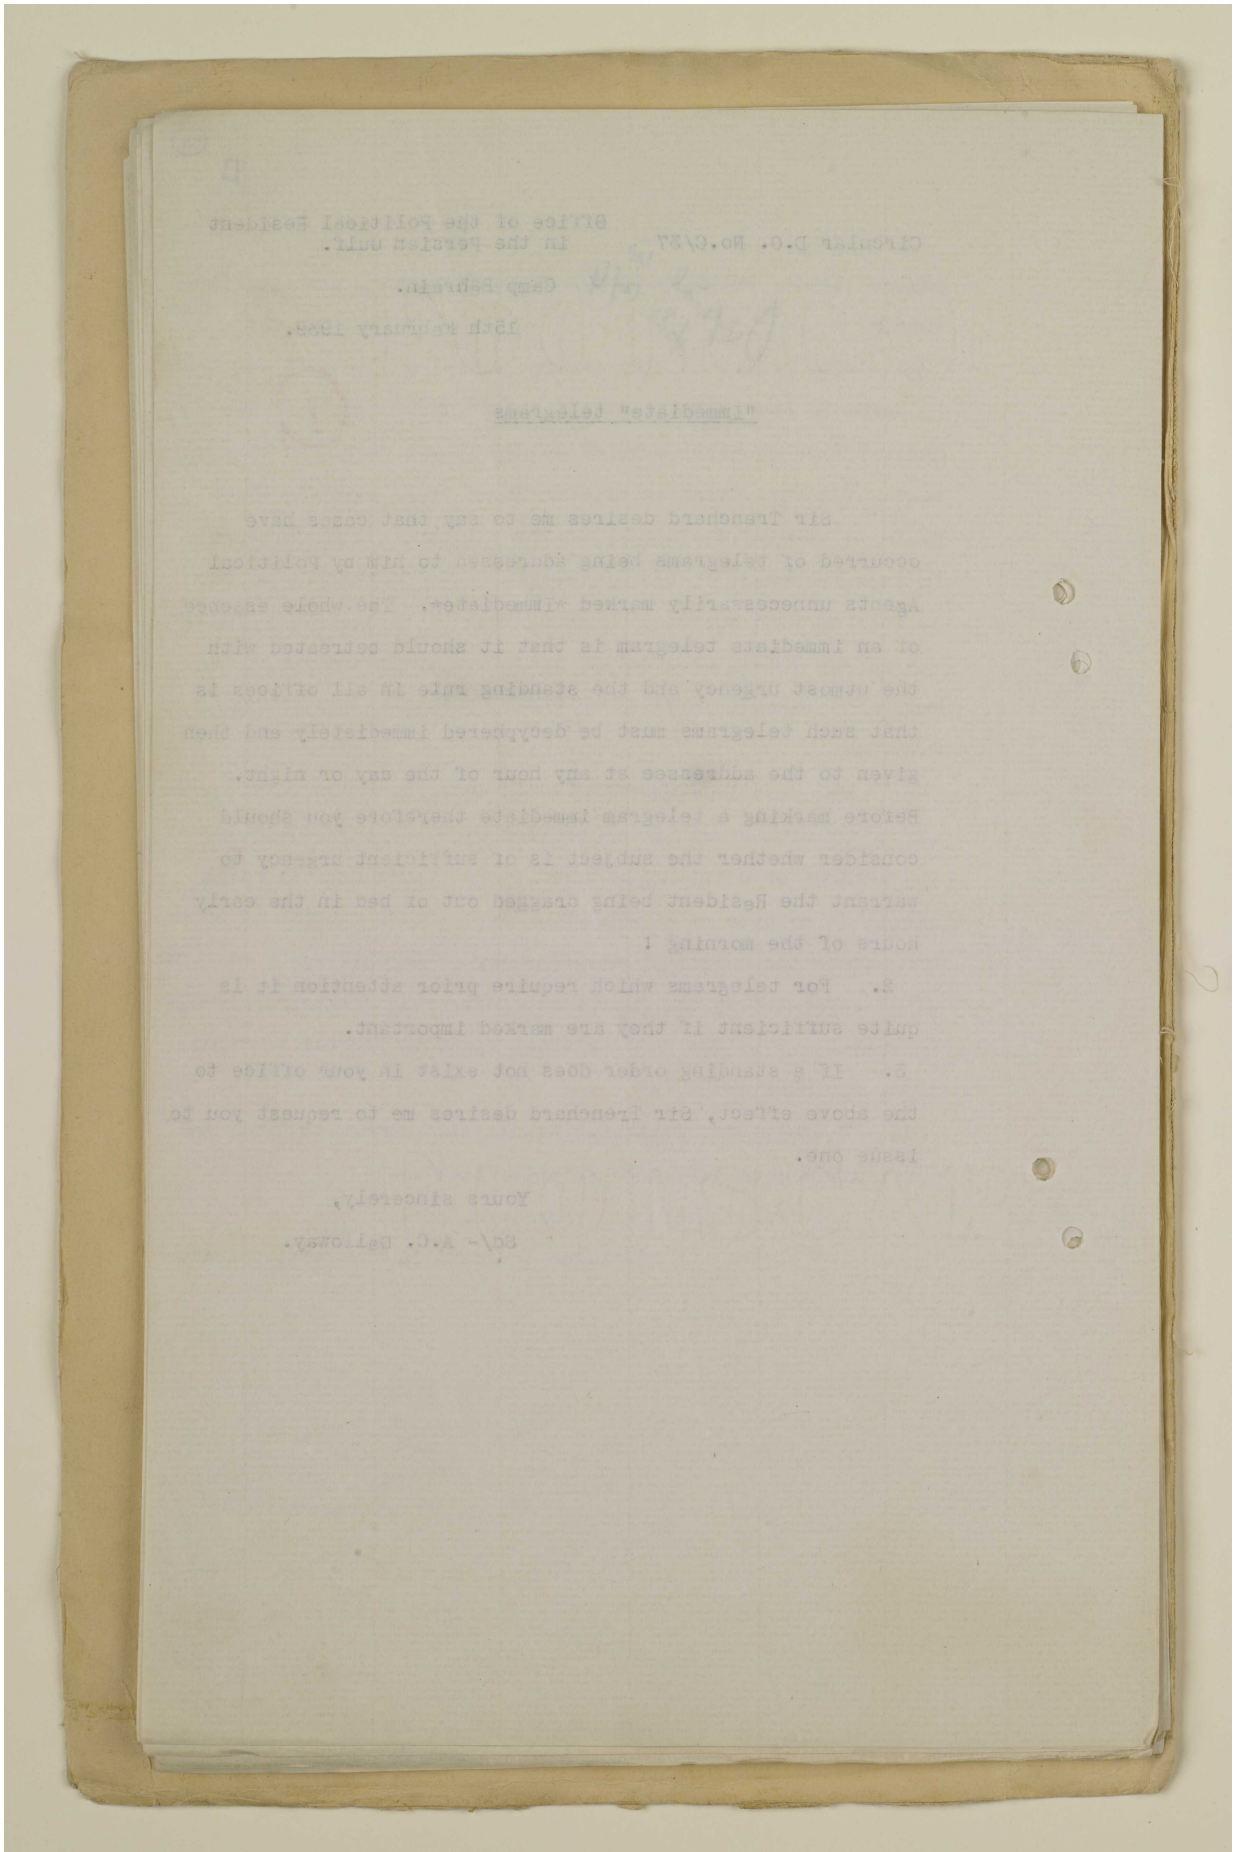 Office of the Political Resident
Circular D.O. No.C/37    in the Persian Gulf.
Camp Bahrain.
15th February 1939.
"Immediate" telegrams
Sir Tranchard desires me to say that cases have
occurred of telegrams being addressed to him by Political
Agents unnecessarily marked "Immediate". The whole essence
of an immediate telegram is that it should betreated with
the utmost urgency and the standing rule in all offices is
that such telegrams must be decyphered immediately and then
given to the addressee at any hour of the day or night.
Before marking a telegram immediate therefore you should
consider whether the subject is of sufficient urgency to
warrant the Resident being dragged out of bed in the early
hours of the morning !
2. For telegrams which require prior attention it is
quite sufficient if they are marked important.
3. If a standing order does not exist in your office to
the above effect, Sir Trenchard desires me to request you to
issue one.
Yours sincerely,
Sd/- A.C. Galloway.